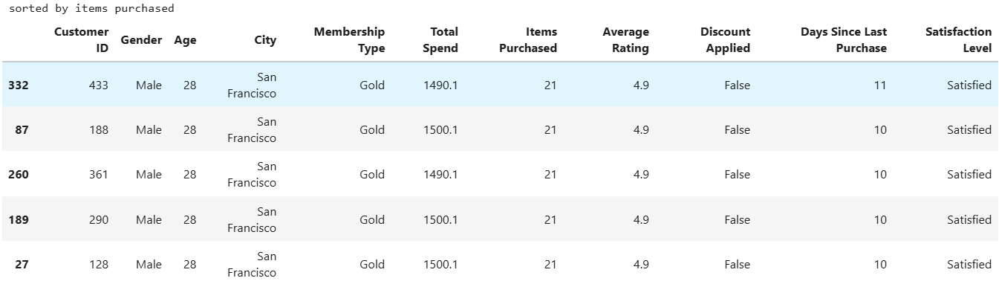 sorted by items purchased
Customer ID Gender Age City Membership Type Total Spend Items Purchased Average Rating Discount Applied Days Since Last Purchase Satisfaction Level
332 433 Male 28 San Francisco Gold 1490.1 21 4.9 False 11 Satisfied
87 188 Male 28 San Francisco Gold 1500.1 21 4.9 False 10 Satisfied
260 361 Male 28 San Francisco Gold 1490.1 21 4.9 False 10 Satisfied
189 290 Male 28 San Francisco Gold 1500.1 21 4.9 False 10 Satisfied
27 128 Male 28 San Francisco Gold 1500.1 21 4.9 False 10 Satisfied